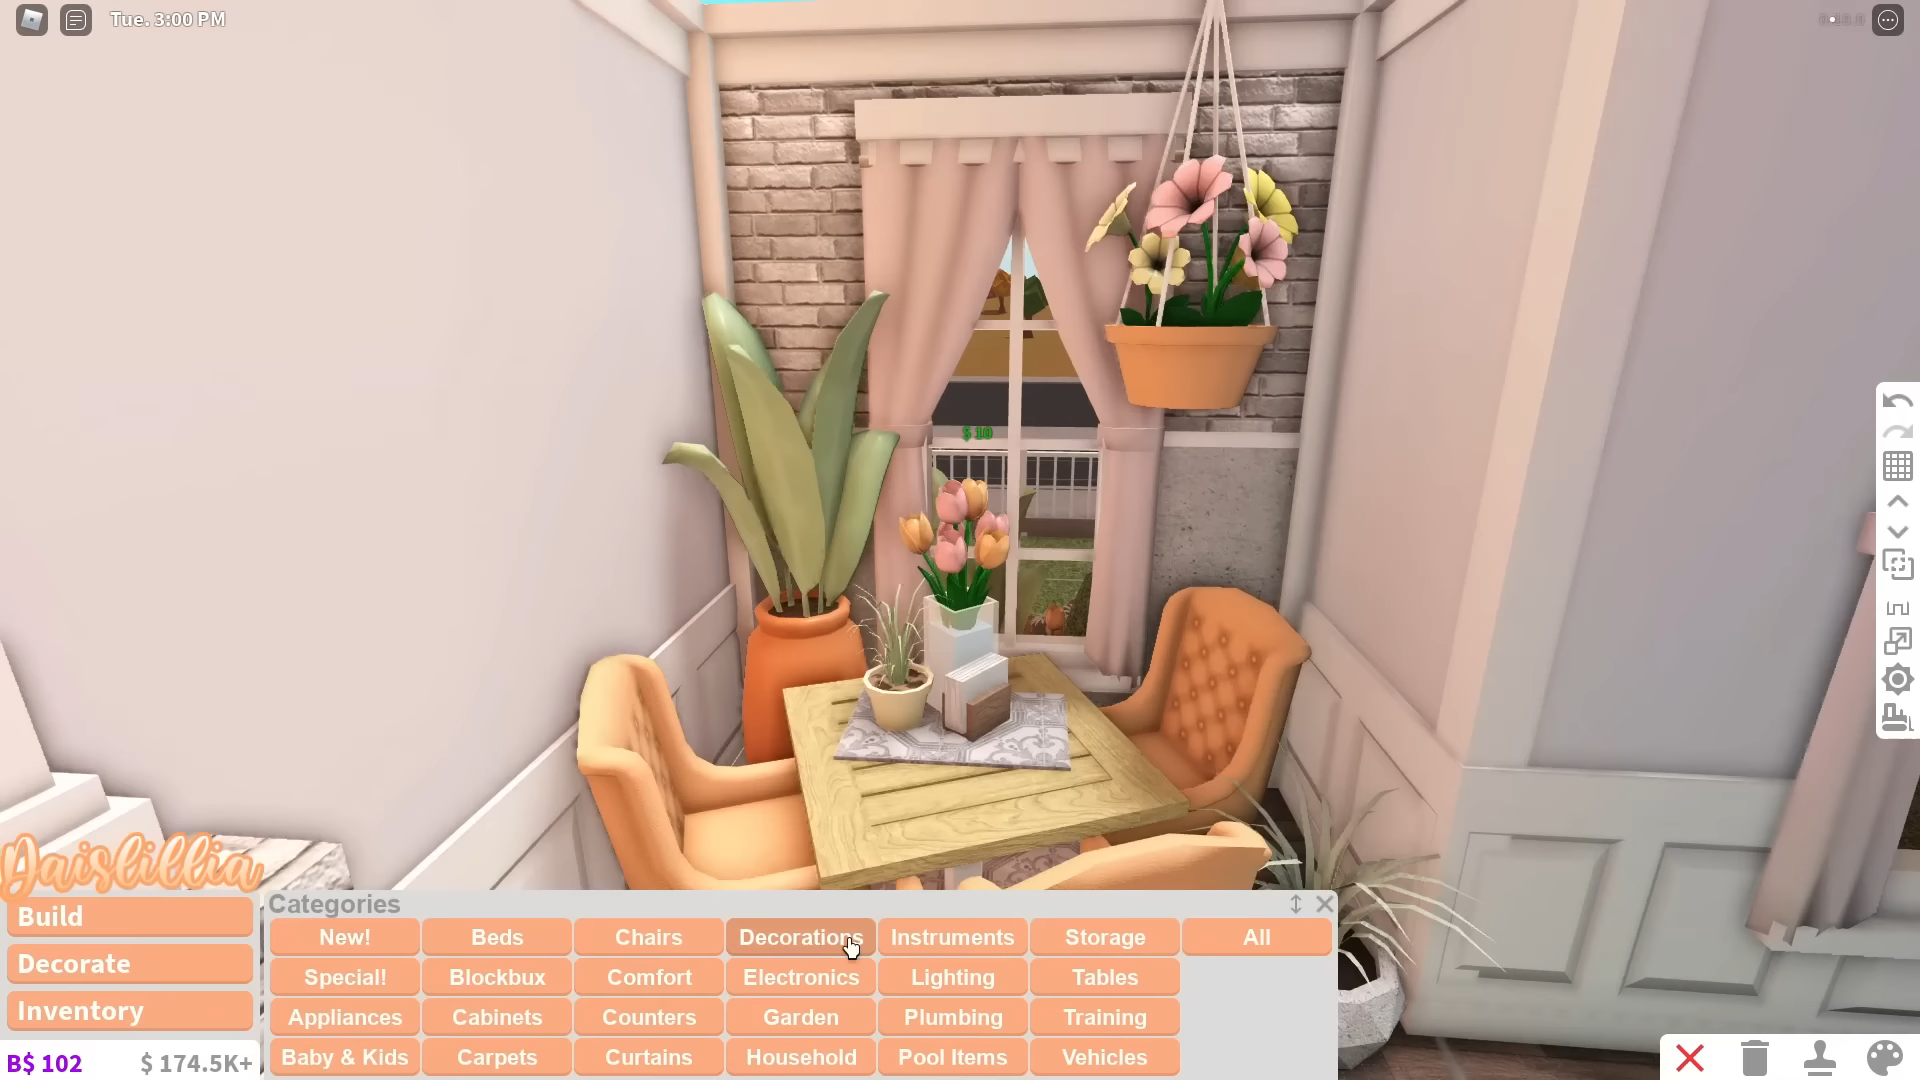 Tue. 3:00 PM
$ 10
Daislillia
Build
Decorate
Inventory
B$ 102
$ 174.5K+
Categories
New!
Beds
Chairs
Decorations
Instruments
Storage
All
Special!
Blockbux
Comfort
Electronics
Lighting
Tables
Appliances
Cabinets
Counters
Garden
Plumbing
Training
Baby & Kids
Carpets
Curtains
Household
Pool Items
Vehicles